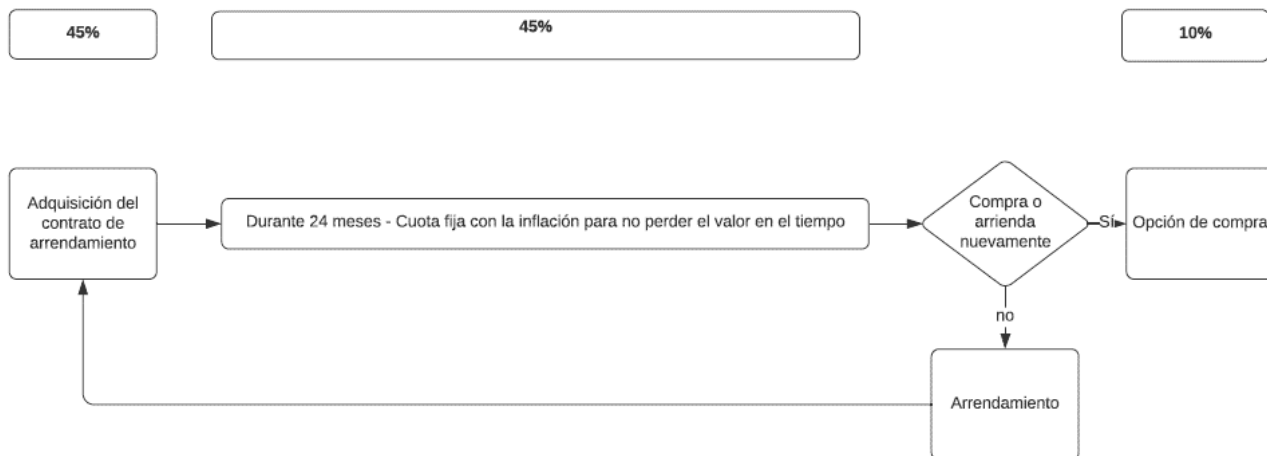 45%
45%
10%
Adquisición del
contrato de
arrendamiento
Durante 24 meses - Cuota fija con la inflación para no perder el valor en el tiempo
Compra o
arrienda
nuevamente
Sí
Opción de compra
no
Arrendamiento